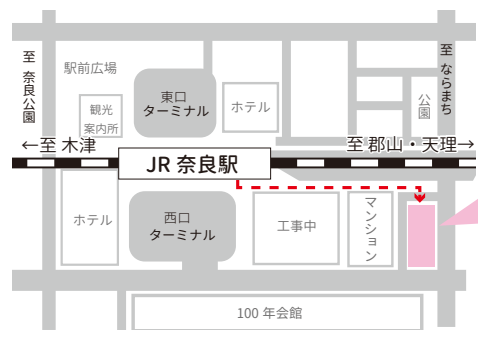 至 奈良公園
駅前広場
観光
案内所
東口
ターミナル
ホテル
公園
至 ならまち
←至 木津
至 郡山・天理→
JR 奈良駅
ホテル
西口
ターミナル
工事中
マンション
100 年会館